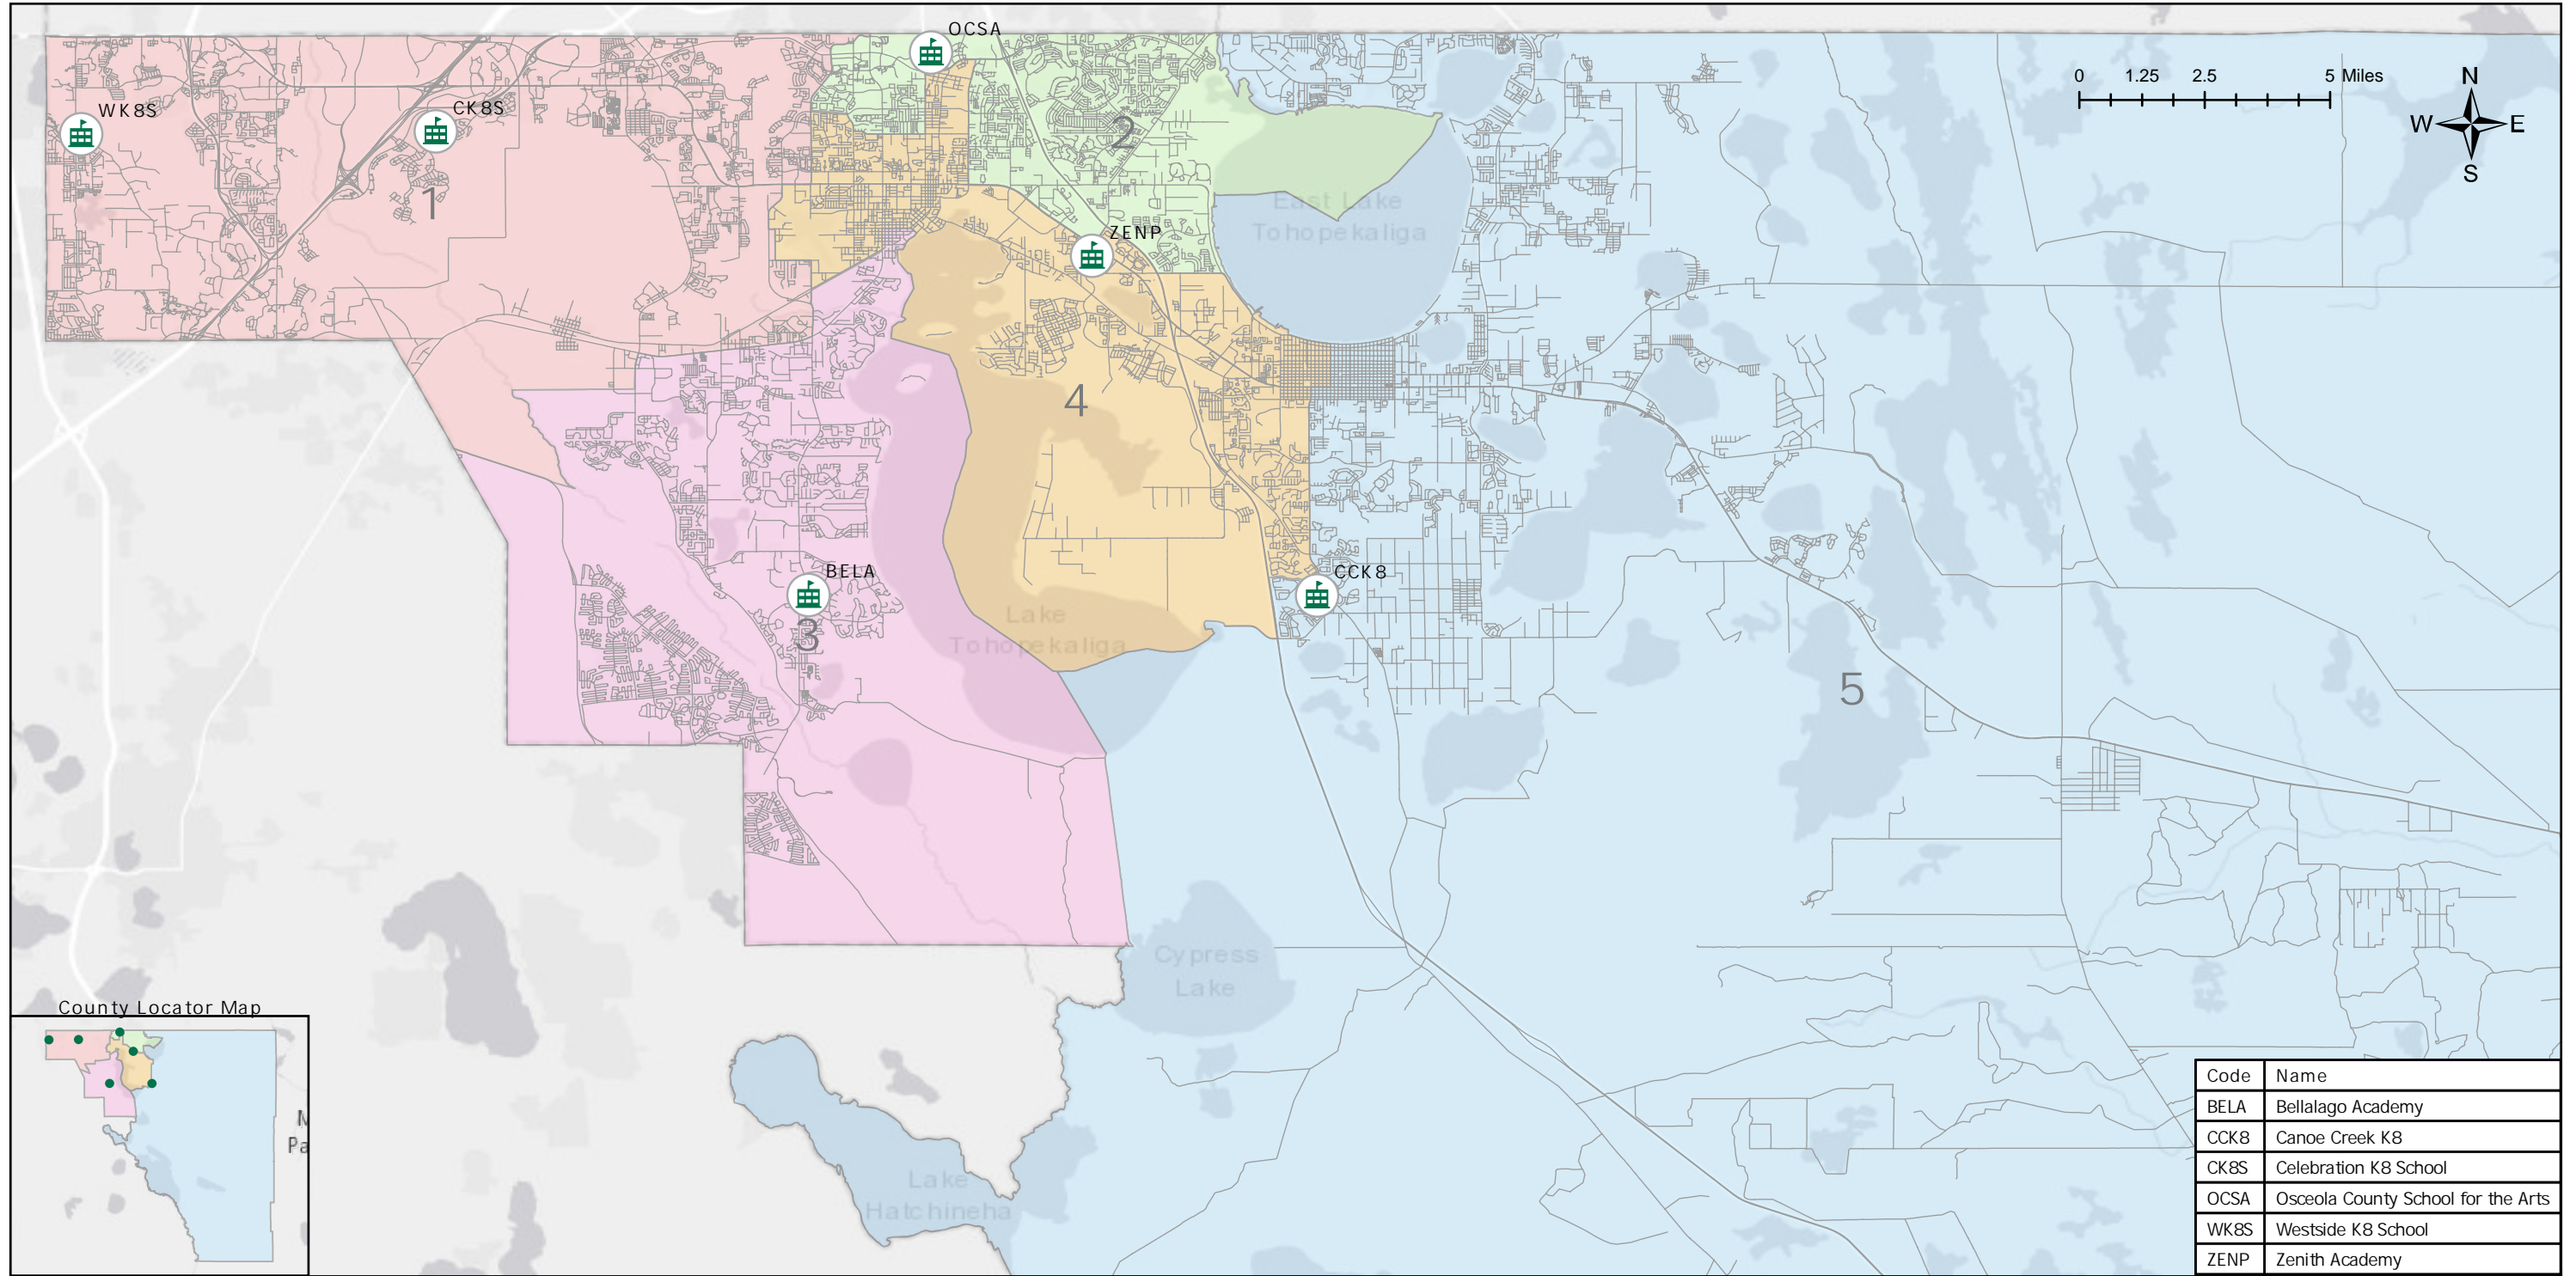 OCSA
WK8S
CK8S
0 1.25 2.5 5 Miles
N
W E
S
2
1
East Lake
Tohopekaliga
ZENP
4
BELA
CCK8
3
Lake
Tohopekaliga
5
Cypress
Lake
Lake
Hatchineha
County Locator Map
Pa
Code Name
BELA Bellalago Academy
CCK8 Canoe Creek K8
CK8S Celebration K8 School
OCSA Osceola County School for the Arts
WK8S Westside K8 School
ZENP Zenith Academy